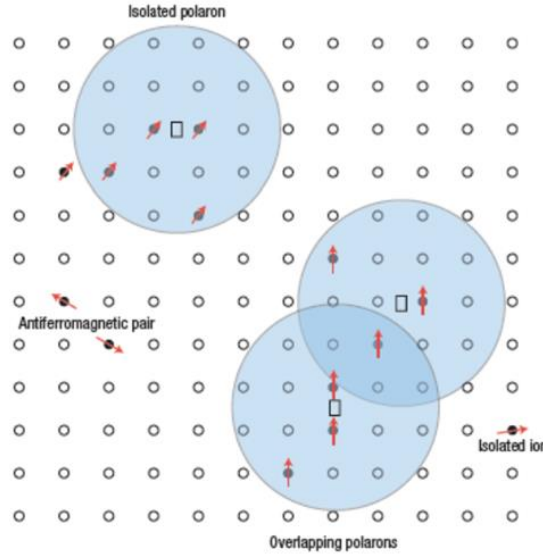 Isolated polaron
Antiferromagnetic pair
Isolated ion
Overlapping polarons